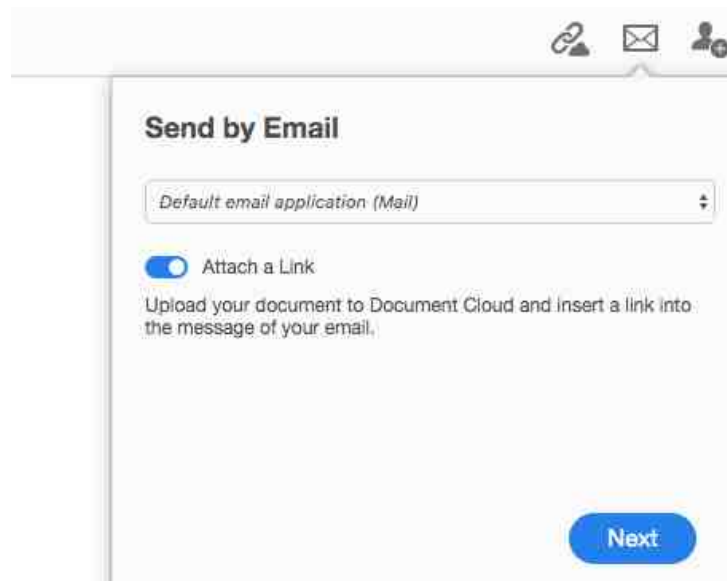 Send by Email
Default email application (Mail)
Attach a Link
Upload your document to Document Cloud and insert a link into
the message of your email.
Next